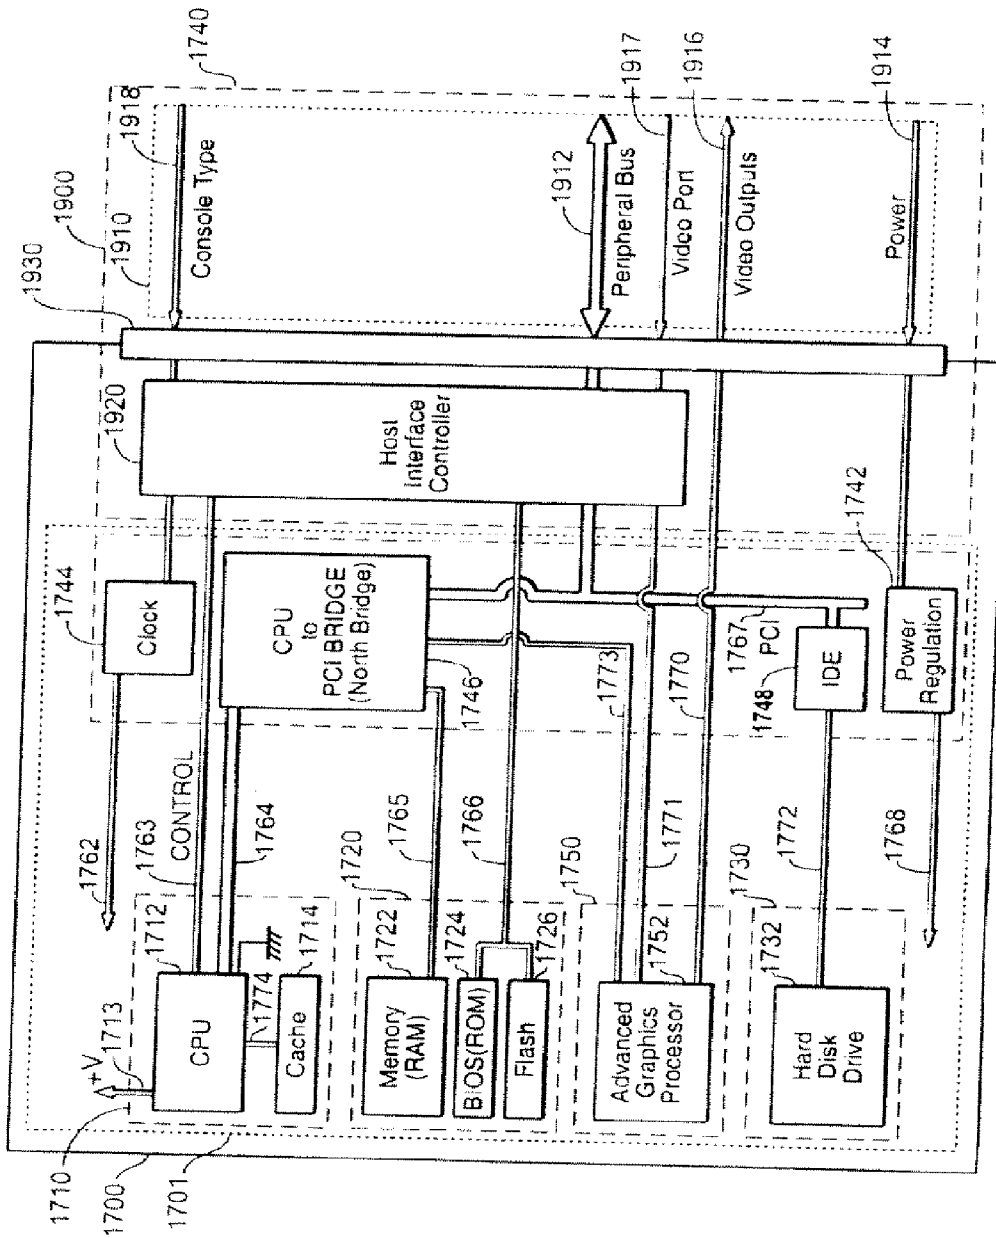 1740
1918
1900
1910
1930
Console Type
1912
Peripheral Bus
1917
Video Port
1916
Video Outputs
1914
Power
1920
Host
Interface
Controller
1742
1744
Clock
CPU
to
PCI BRIDGE
(North Bridge)
1746
1773
1770
1767
PCI
1748
IDE
Power
Regulation
1762
1763
CONTROL
1764
1765
1766
1771
1772
1768
1720
1750
1730
1712
1714
1774
1722
1724
1726
1752
1732
+V
1713
CPU
Cache
Memory
(RAM)
BIOS(ROM)
Flash
Advanced
Graphics
Processor
Hard
Disk
Drive
1710
1700
1701